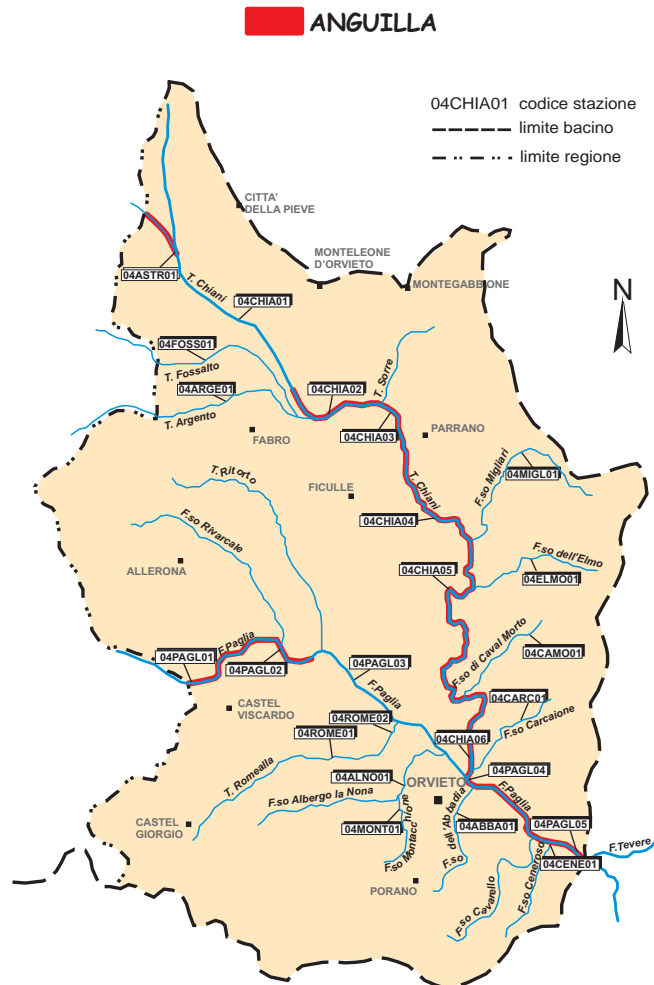 ANGUILLA
04CHIA01 codice stazione
limite bacino
limite regione
CITTA'
DELLA PIEVE
N
MONTELEONE
D'ORVIETO
04ASTR01
T. Chiani
MONTEGABBIONE
04CHIA01
04FOSS01
T. Fossalto
T. Sorre
04ARGE01
04CHIA02
T. Argento
FABRO
04CHIA03
PARRANO
T. Ritorto
T. Chiani
F.so Migliari
04MIGL01
FICULLE
F.so Rivarcale
04CHIA04
ALLERONA
04CHIA05
F.so dell'Elmo
04ELMO01
F.so di Caval Morto
04CAMO01
04PAGL01
F.Paglia
04PAGL02
04PAGL03
F.Paglia
CASTEL
VISCARDO
04ROME02
04CARC01
04ROME01
F.so Carcaione
04CHIA06
T. Romealla
04ALNO01
ORVIETO
04PAGL04
F.so Albergo la Nona
F.Paglia
CASTEL
GIORGIO
04MONT01
F.so Montacchione
F.so dell'Abbadia
04ABBA01
04PAGL05
F.Tevere
04CENE01
PORANO
F.so Cavarello
F.so Ceneroso